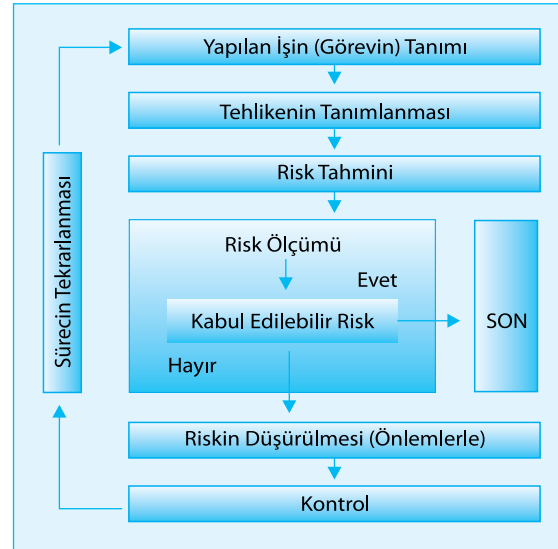 Yapılan İşin (Görevin) Tanımı
Tehlikenin Tanımlanması
Risk Tahmini
Risk Ölçümü
Evet
Kabul Edilebilir Risk
SON
Hayır
Riskin Düşürülmesi (Önlemlerle)
Kontrol
Sürecin Tekrarlanması